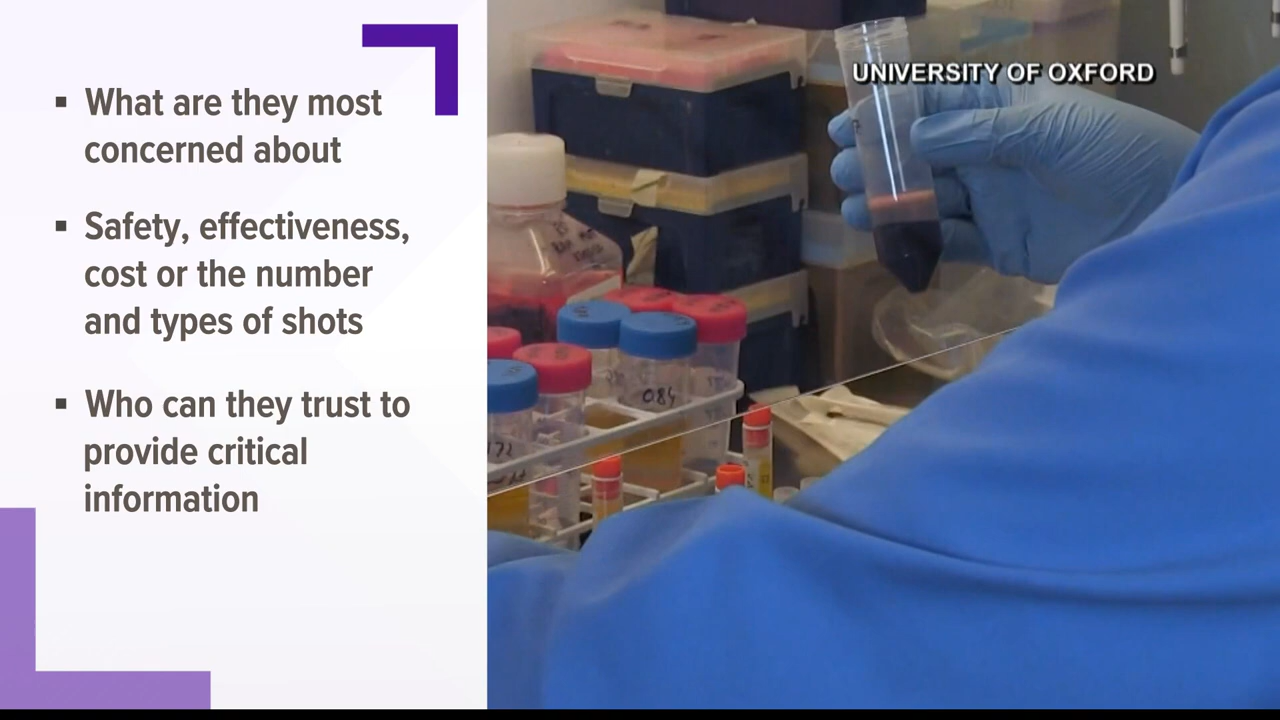 ▪ What are they most
concerned about
▪ Safety, effectiveness,
cost or the number
and types of shots
▪ Who can they trust to
provide critical
information
UNIVERSITY OF OXFORD
084
172